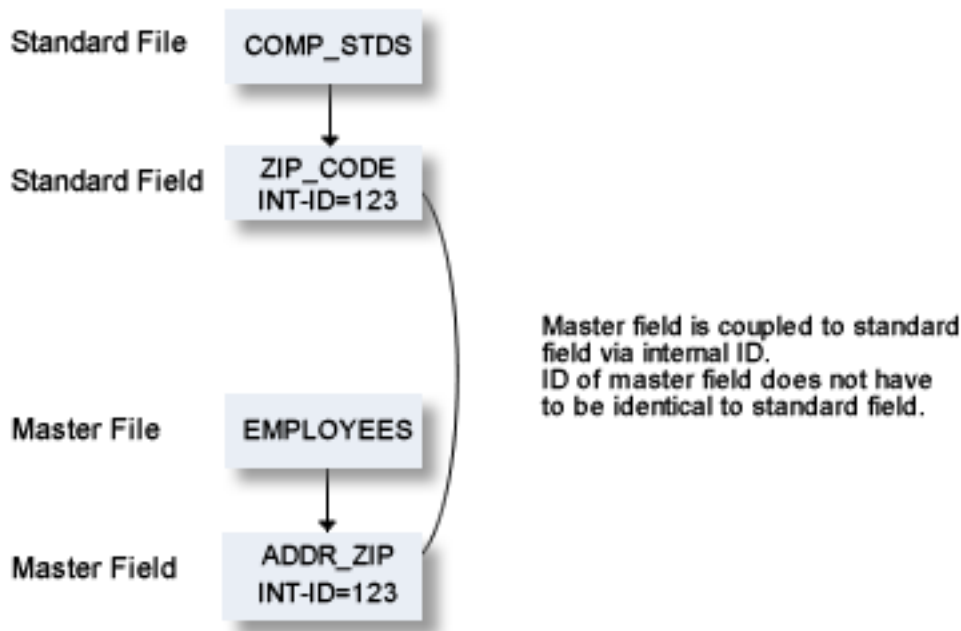 Standard File
COMP_STDS
Standard Field
ZIP_CODE
INT-ID=123
Master field is coupled to standard
field via internal ID.
ID of master field does not have
to be identical to standard field.
Master File
EMPLOYEES
Master Field
ADDR_ZIP
INT-ID=123